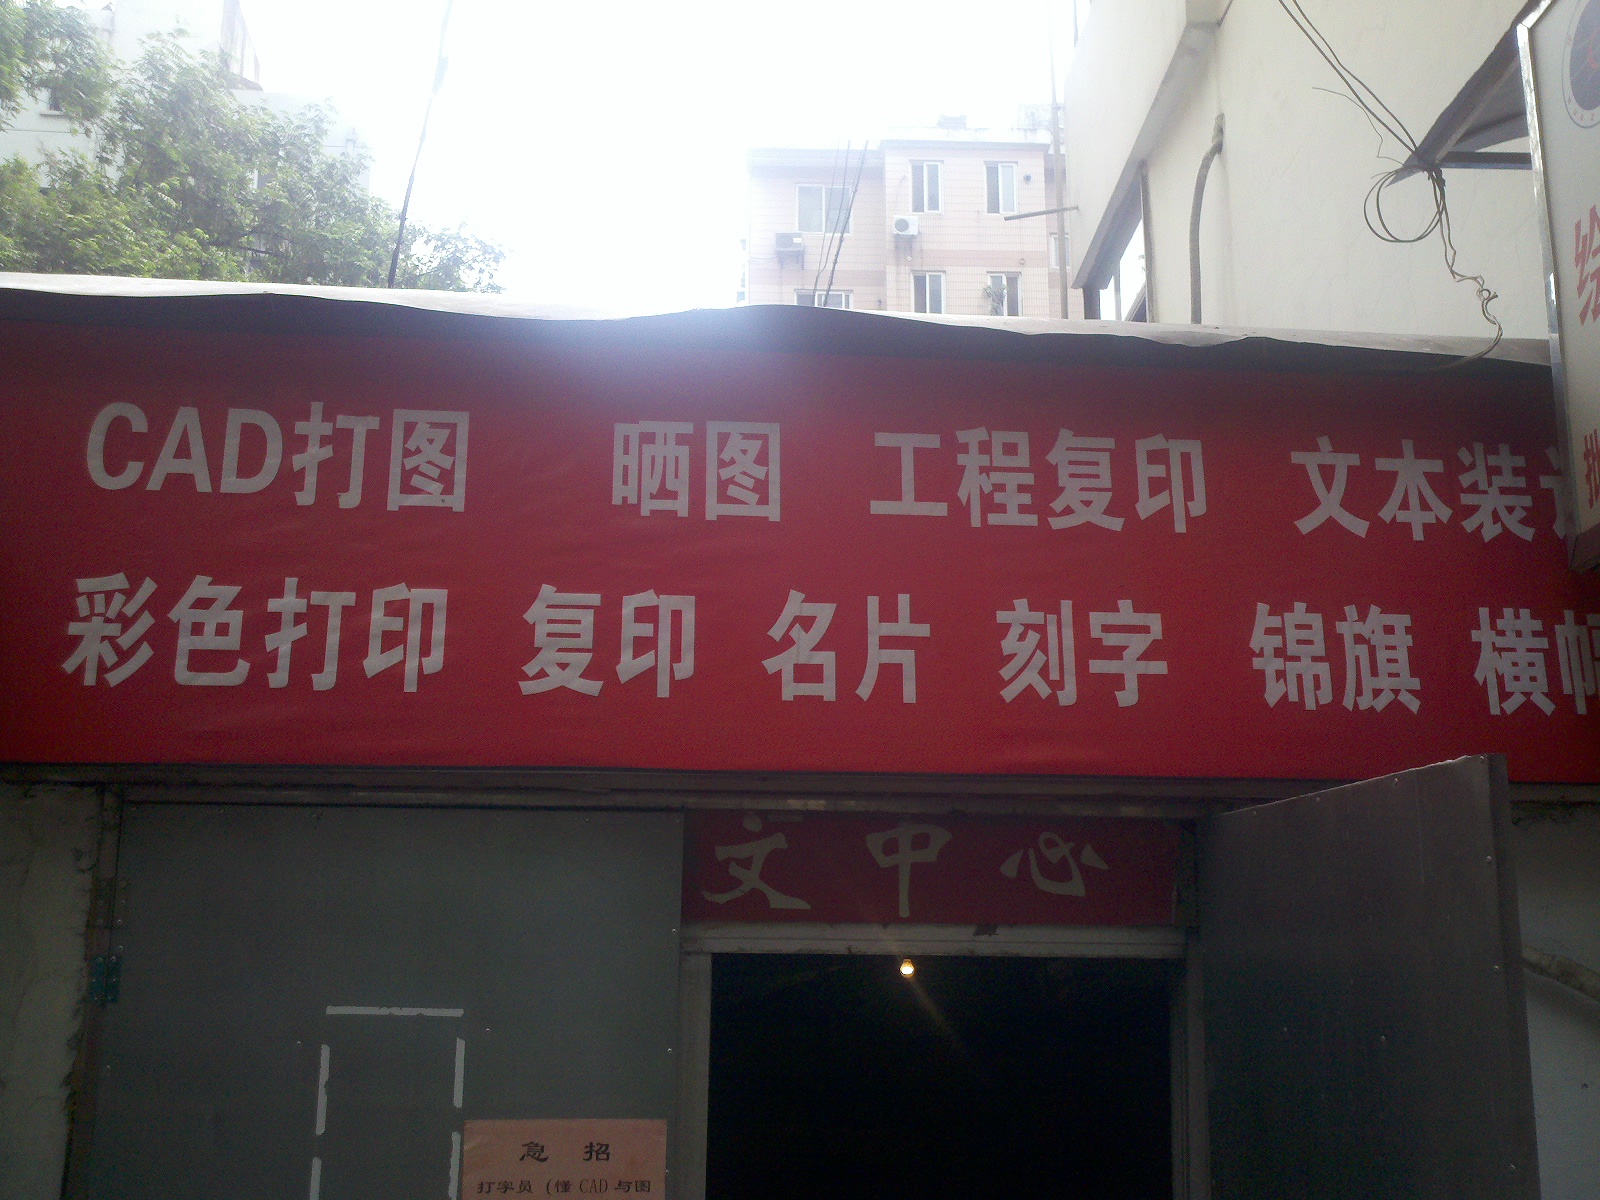 CAD打图 晒图 工程复印 文本装
彩色打印 复印 名片 刻字 锦旗 横
文中心
急招
打字员（懂CAD与图